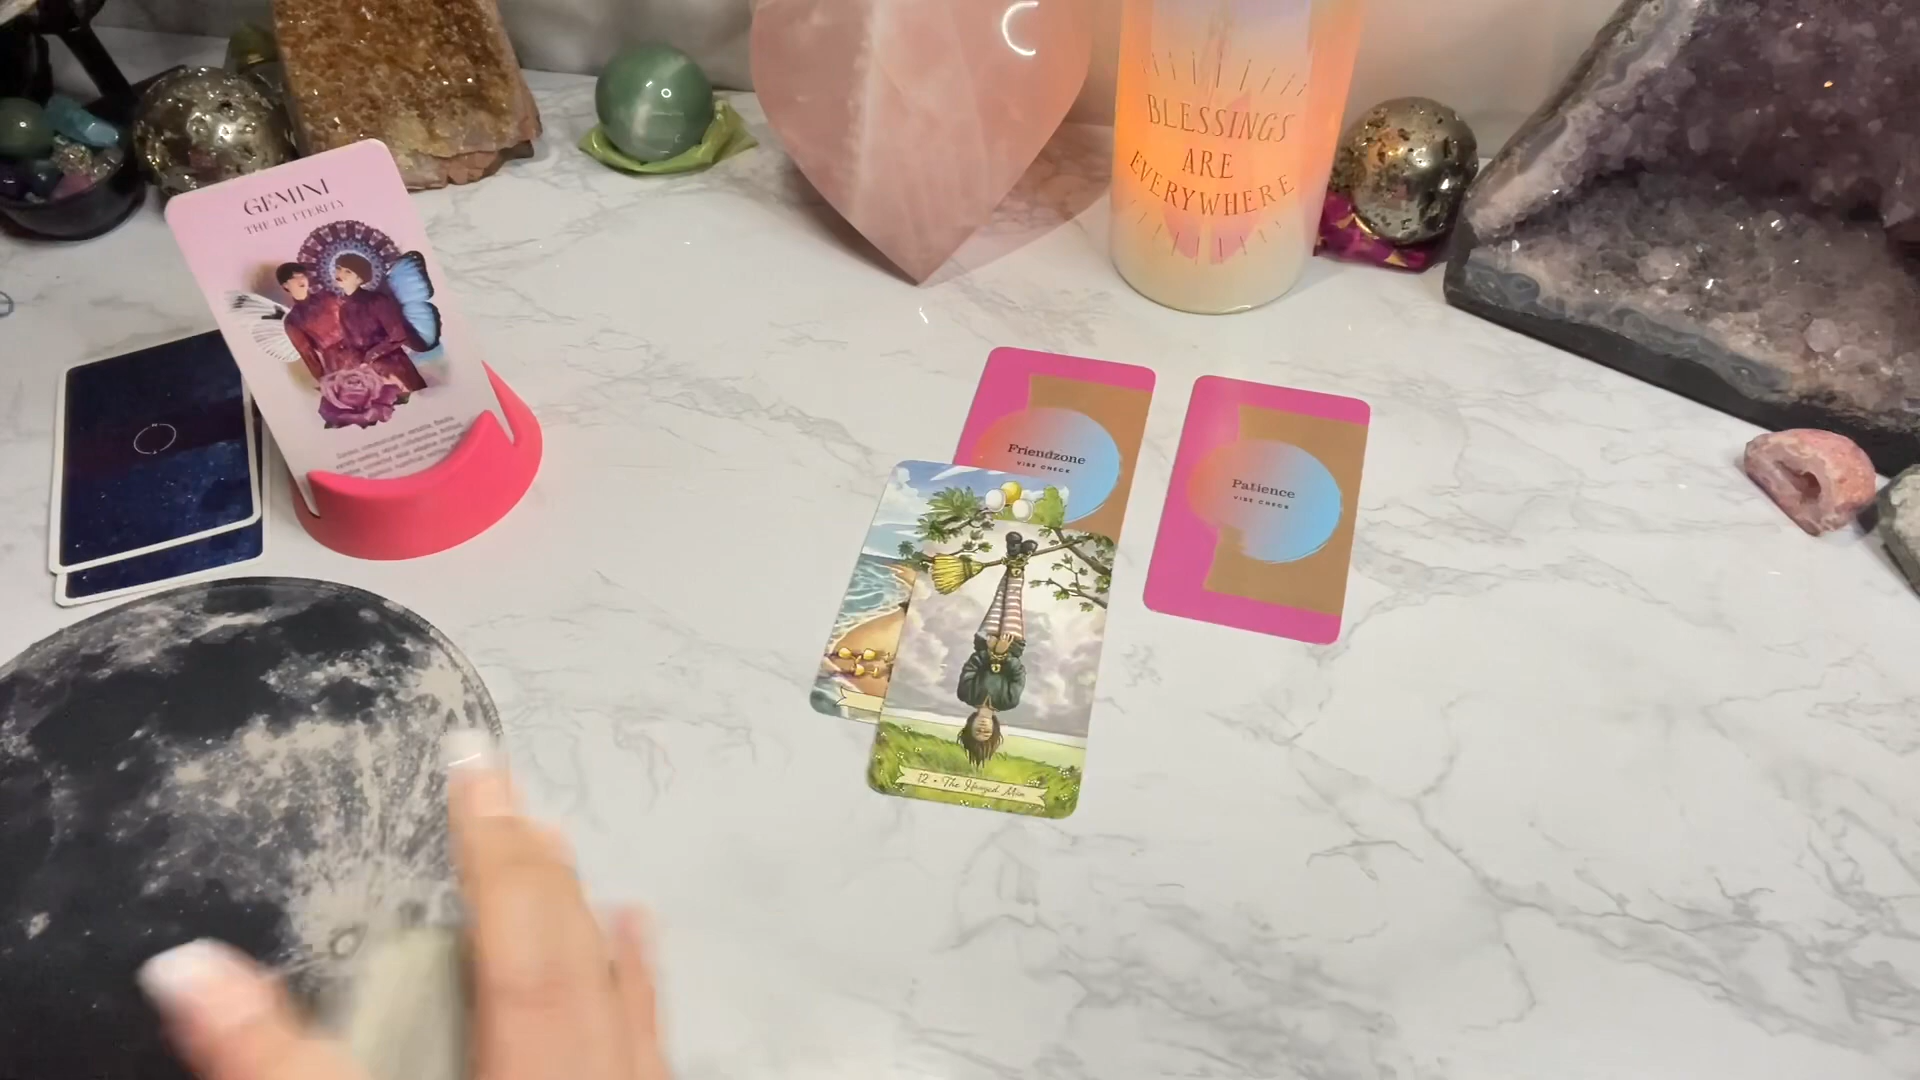 GEMINI
THE BUTTERFLY
BLESSINGS
ARE
EVERYWHERE
Friendzone
VIBE CHECK
Patience
VIBE CHECK
12 • The Hanged Man